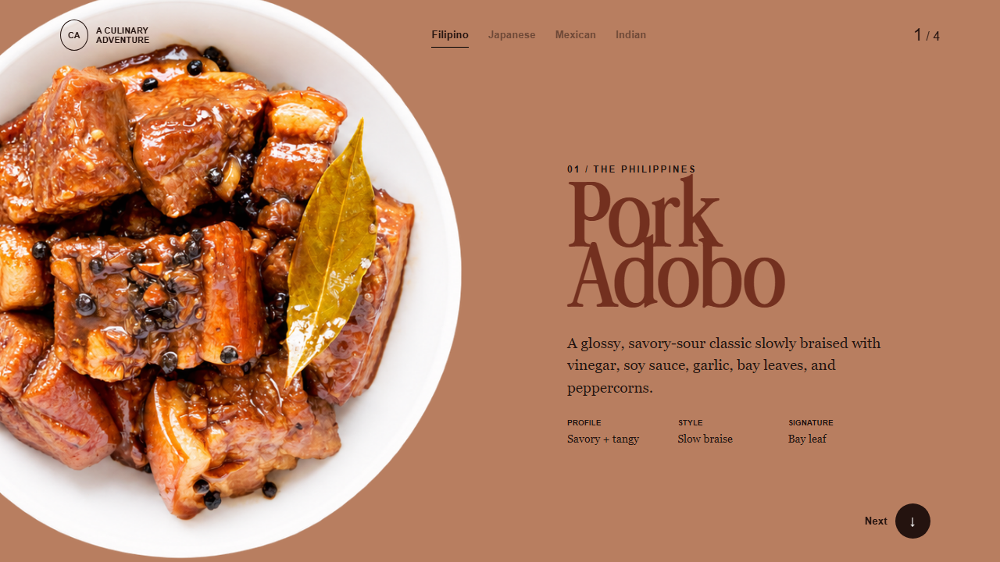 CA
A CULINARY
ADVENTURE
Filipino Japanese Mexican Indian
1 / 4
01 / THE PHILIPPINES
Pork
Adobo
A glossy, savory-sour classic slowly braised with
vinegar, soy sauce, garlic, bay leaves, and
peppercorns.
PROFILE STYLE SIGNATURE
Savory + tangy Slow braise Bay leaf
Next ↓